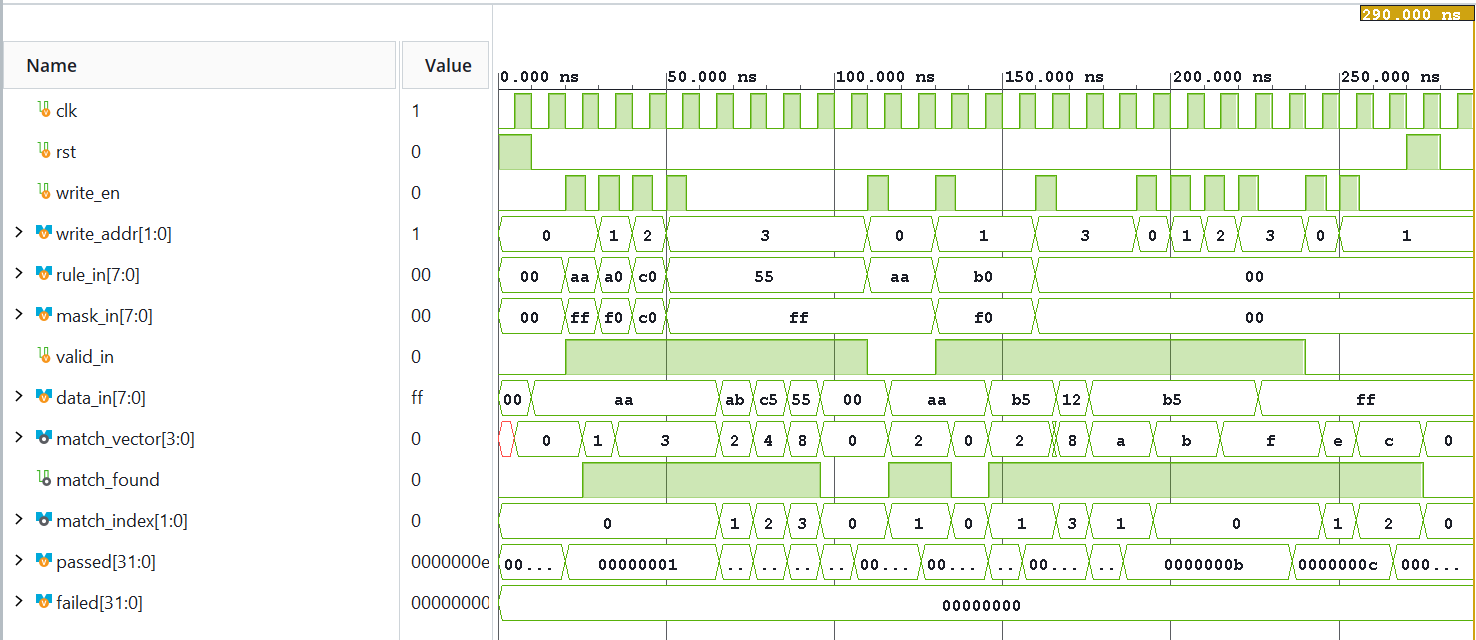 290.000 ns
Name Value 0.000 ns 50.000 ns 100.000 ns 150.000 ns 200.000 ns 250.000 ns
clk 1
rst 0
write_en 0
write_addr[1:0] 1 0 1 2 3 0 1 3 0 1 2 3 0 1
rule_in[7:0] 00 00 aa a0 c0 55 aa b0 00
mask_in[7:0] 00 00 ff f0 c0 ff f0 00
valid_in 0
data_in[7:0] ff 00 aa ab c5 55 00 aa b5 12 b5 ff
match_vector[3:0] 0 0 1 3 2 4 8 0 2 0 2 8 a b f e c 0
match_found 0
match_index[1:0] 0 0 1 2 3 0 1 0 1 3 1 0 1 2 0
passed[31:0] 0000000e 00... 00000001 .. .. .. .. 00... 00... .. 00... .. 0000000b 0000000c 000...
failed[31:0] 00000000 00000000